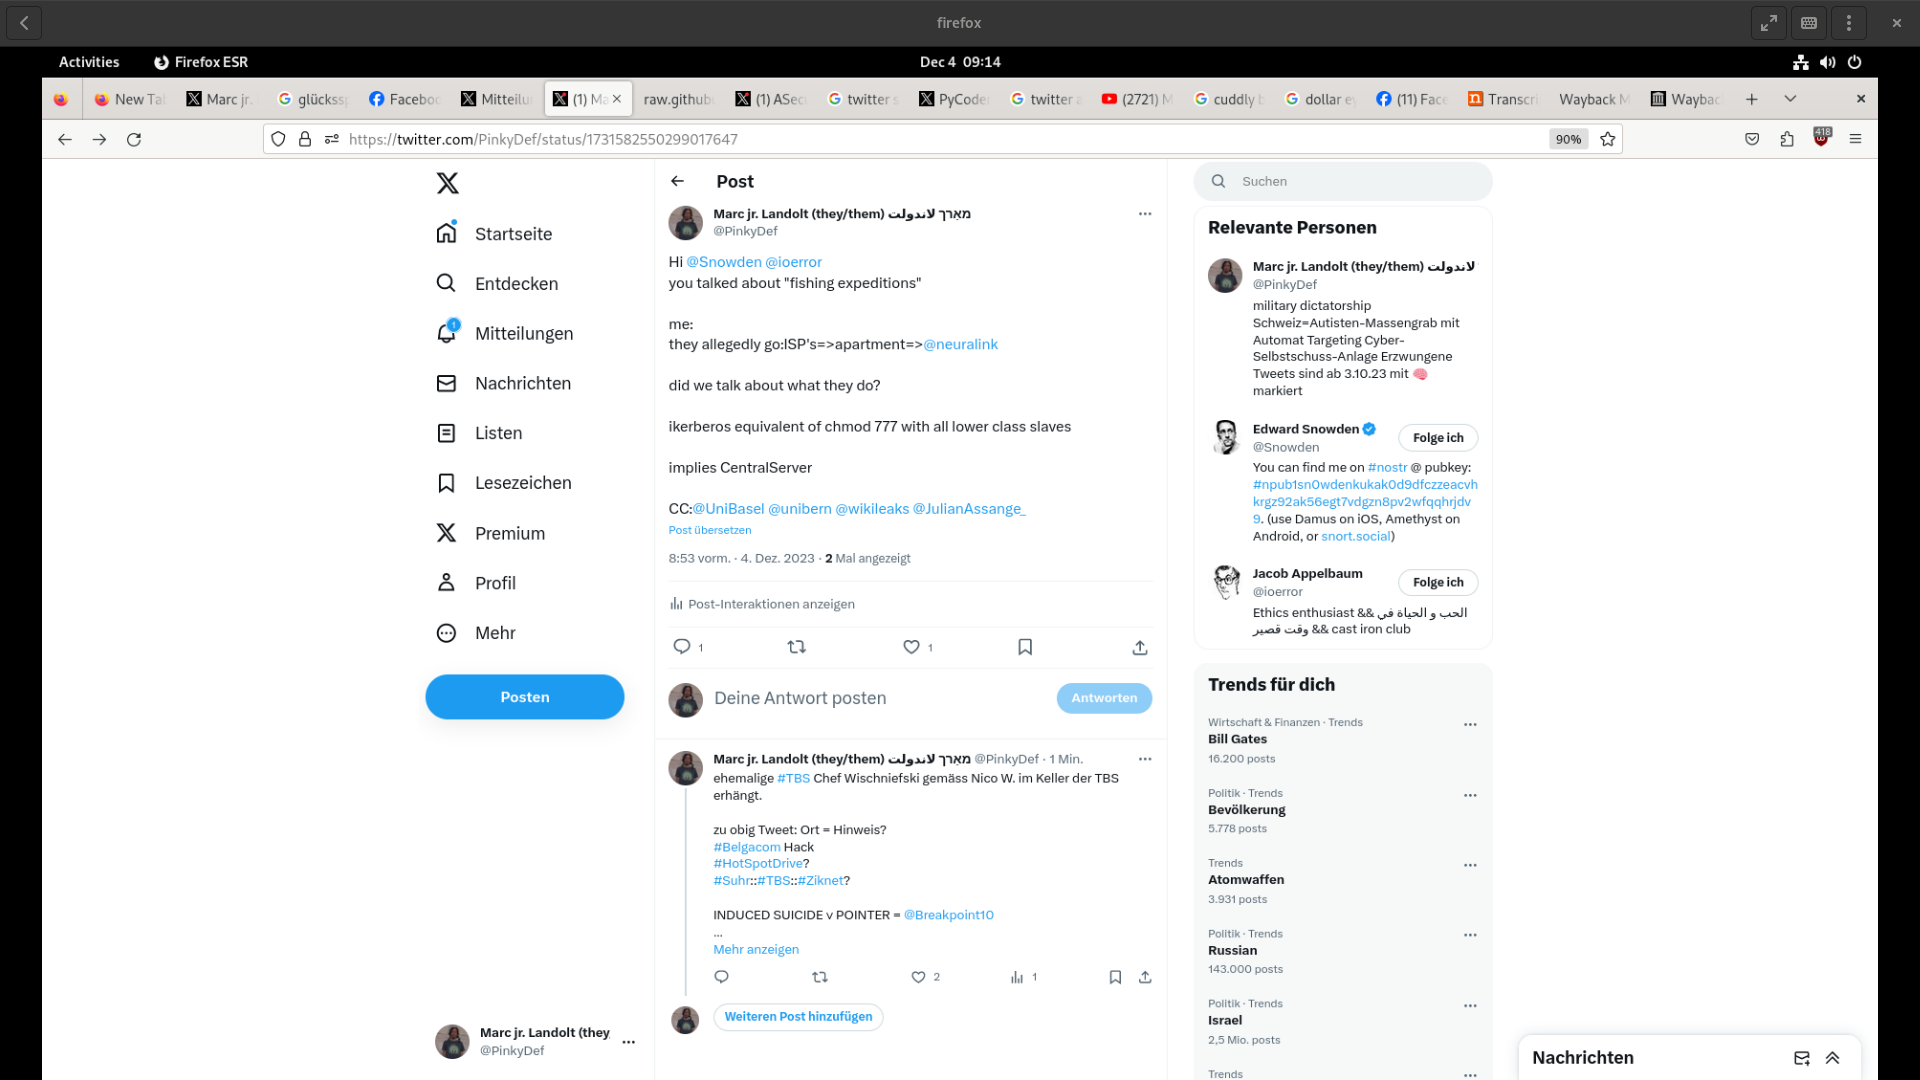 firefox
Activities
Firefox ESR
Dec 4 09:14
New Ta
Marc jr.
glückssp
Faceboo
Mitteilu
(1) Ma
raw.github
(1) ASec
twitter s
PyCode
twitter a
(2721) M
cuddly b
dollar ey
(11) Face
Transcri
Wayback M
Waybac
https://twitter.com/PinkyDef/status/1731582550299017647
90%
418
Startseite
Entdecken
1
Mitteilungen
Nachrichten
Listen
Lesezeichen
Premium
Profil
Mehr
Posten
Marc jr. Landolt (they
@PinkyDef
Post
Marc jr. Landolt (they/them) מאַרך لاندولت
@PinkyDef
Hi @Snowden @ioerror
you talked about "fishing expeditions"
me:
they allegedly go:ISP's=>apartment=>@neuralink
did we talk about what they do?
ikerberos equivalent of chmod 777 with all lower class slaves
implies CentralServer
CC:@UniBasel @unibern @wikileaks @JulianAssange_
Post übersetzen
8:53 vorm. · 4. Dez. 2023 · 2 Mal angezeigt
Post-Interaktionen anzeigen
1
1
Deine Antwort posten
Antworten
Marc jr. Landolt (they/them) מאַרך لاندولت @PinkyDef · 1 Min.
ehemalige #TBS Chef Wischniefski gemäss Nico W. im Keller der TBS
erhängt.
zu obig Tweet: Ort = Hinweis?
#Belgacom Hack
#HotSpotDrive?
#Suhr::#TBS::#Ziknet?
INDUCED SUICIDE v POINTER = @Breakpoint10
...
Mehr anzeigen
2
1
Weiteren Post hinzufügen
Suchen
Relevante Personen
Marc jr. Landolt (they/them) لاندولت
@PinkyDef
military dictatorship
Schweiz=Autisten-Massengrab mit
Automat Targeting Cyber-
Selbstschuss-Anlage Erzwungene
Tweets sind ab 3.10.23 mit 🧠
markiert
Edward Snowden
@Snowden
Folge ich
You can find me on #nostr @ pubkey:
#npub1sn0wdenkukak0d9dfczzeacvh
krgz92ak56egt7vdgzn8pv2wfqqhrjdv
9. (use Damus on iOS, Amethyst on
Android, or snort.social)
Jacob Appelbaum
@ioerror
Folge ich
Ethics enthusiast && الحب و الحياة في
وقت قصير && cast iron club
Trends für dich
Wirtschaft & Finanzen · Trends
Bill Gates
16.200 posts
Politik · Trends
Bevölkerung
5.778 posts
Trends
Atomwaffen
3.931 posts
Politik · Trends
Russian
143.000 posts
Politik · Trends
Israel
2,5 Mio. posts
Trends
Nachrichten